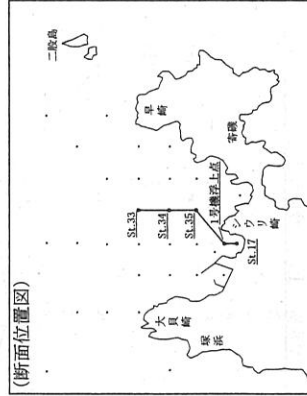 (断面位置図)
二股島
早崎
寄磯
St.33
St.34
St.35
1号機浮上点
シウリ崎
St.17
大貝崎
塚浜